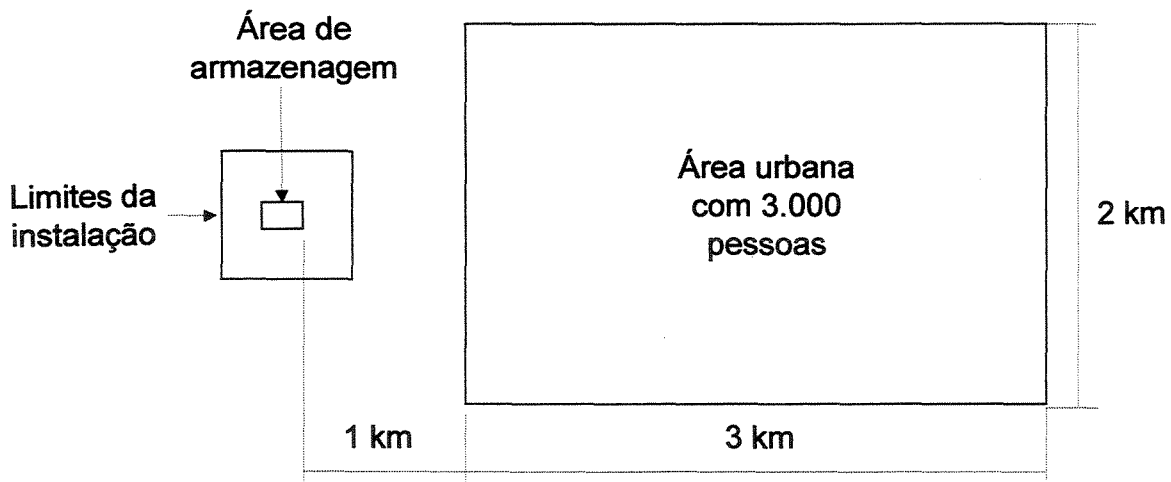 Área de
armazenagem
Limites da
instalação
Área urbana
com 3.000
pessoas
2 km
1 km
3 km